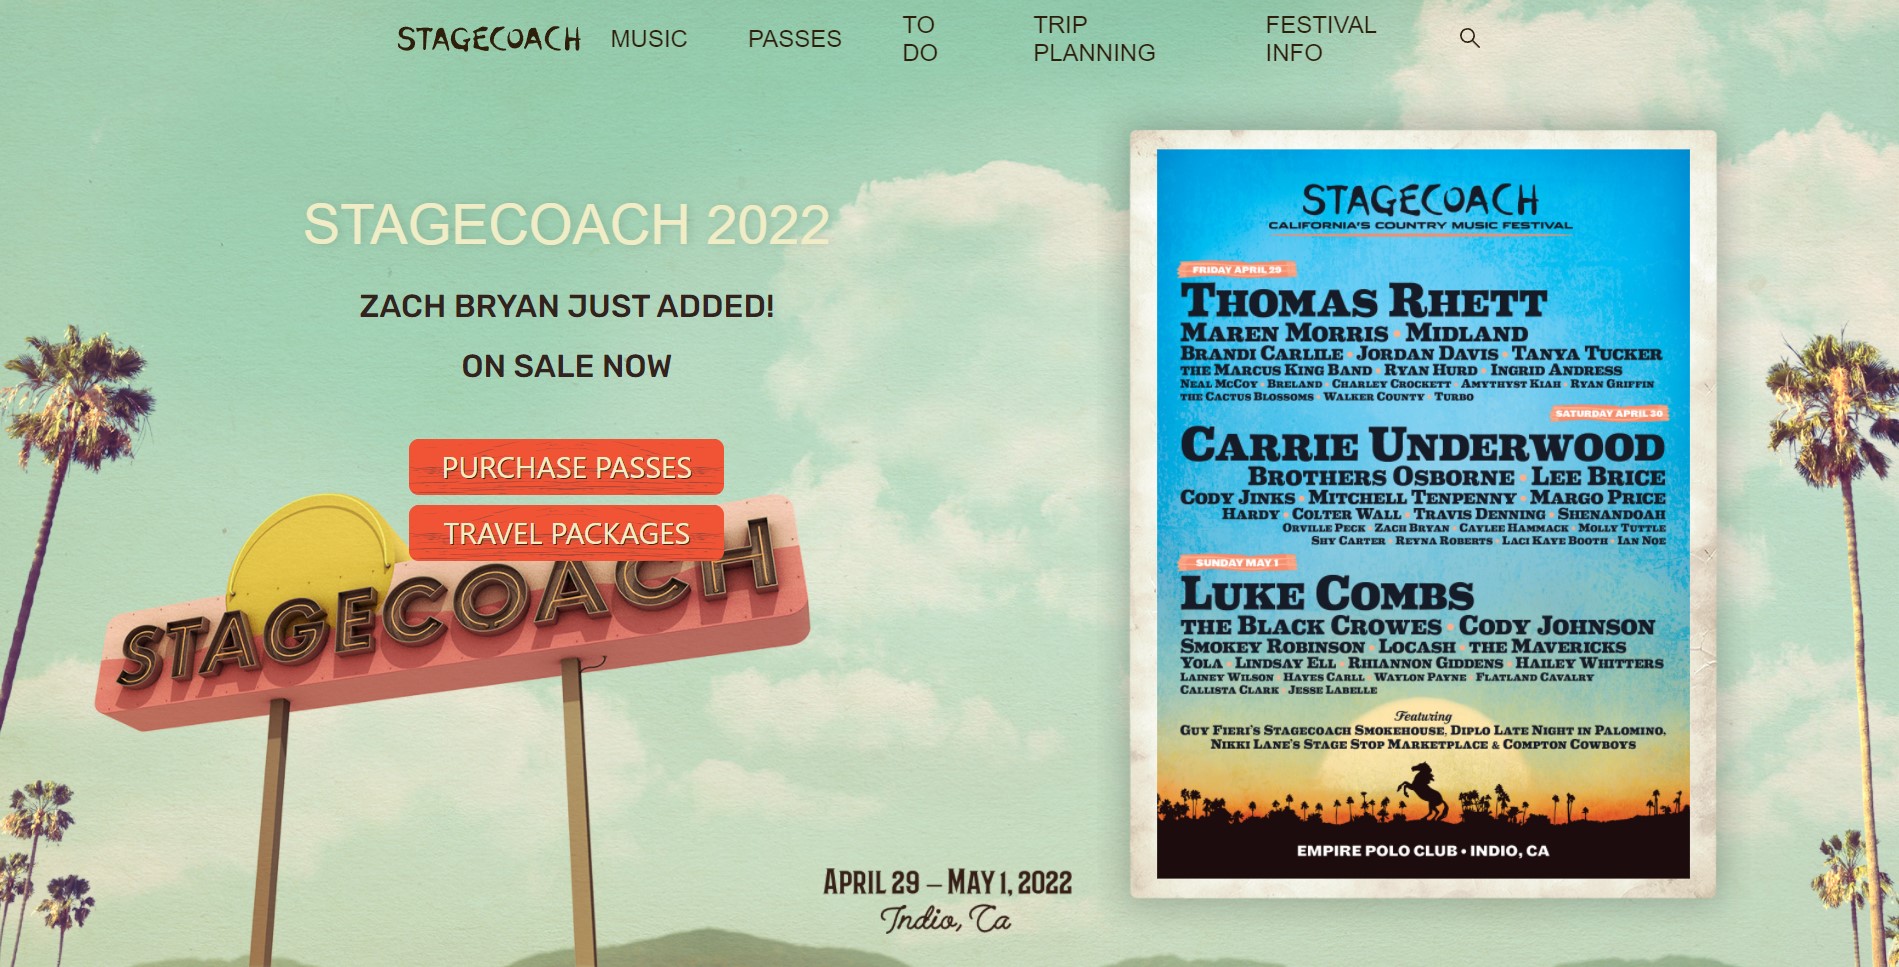 STAGECOACH
MUSIC
PASSES
TO
DO
TRIP
PLANNING
FESTIVAL
INFO
STAGECOACH 2022
ZACH BRYAN JUST ADDED!
ON SALE NOW
PURCHASE PASSES
TRAVEL PACKAGES
STAGECOACH
APRIL 29 – MAY 1, 2022
Indio, Ca
STAGECOACH
CALIFORNIA'S COUNTRY MUSIC FESTIVAL
FRIDAY APRIL 29
THOMAS RHETT
MAREN MORRIS • MIDLAND
BRANDI CARLILE • JORDAN DAVIS • TANYA TUCKER
THE MARCUS KING BAND • RYAN HURD • INGRID ANDRESS
NEAL MCCOY • BRELAND • CHARLEY CROCKETT • AMYTHYST KIAH • RYAN GRIFFIN
THE CACTUS BLOSSOMS • WALKER COUNTY • TURBO
SATURDAY APRIL 30
CARRIE UNDERWOOD
BROTHERS OSBORNE • LEE BRICE
CODY JINKS • MITCHELL TENPENNY • MARGO PRICE
HARDY • COLTER WALL • TRAVIS DENNING • SHENANDOAH
ORVILLE PECK • ZACH BRYAN • CAYLEE HAMMACK • MOLLY TUTTLE
SHY CARTER • REYNA ROBERTS • LACI KAYE BOOTH • IAN NOE
SUNDAY MAY 1
LUKE COMBS
THE BLACK CROWES • CODY JOHNSON
SMOKEY ROBINSON • LOCASH • THE MAVERICKS
YOLA • LINDSAY ELL • RHIANNON GIDDENS • HAILEY WHITTERS
LAINEY WILSON • HAYES CARLL • WAYLON PAYNE • FLATLAND CAVALRY
CALLISTA CLARK • JESSE LABELLE
Featuring
GUY FIERI'S STAGECOACH SMOKEHOUSE, DIPLO LATE NIGHT IN PALOMINO,
NIKKI LANE'S STAGE STOP MARKETPLACE & COMPTON COWBOYS
EMPIRE POLO CLUB • INDIO, CA